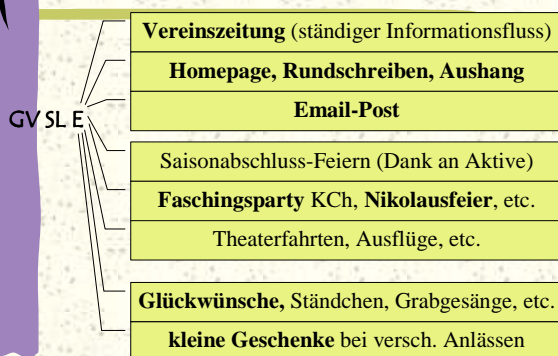 Vereinszeitung (ständiger Informationsfluss)
Homepage, Rundschreiben, Aushang
Email-Post
GV SL E
Saisonabschluss-Feiern (Dank an Aktive)
Faschingsparty KCh, Nikolausfeier, etc.
Theaterfahrten, Ausflüge, etc.
Glückwünsche, Ständchen, Grabgesänge, etc.
kleine Geschenke bei versch. Anlässen